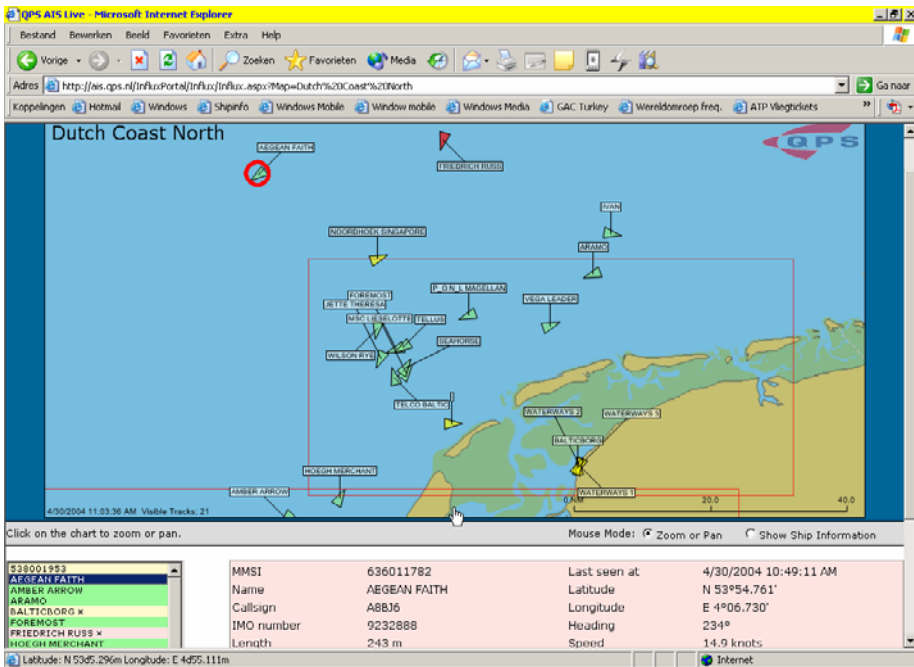 QPS AIS Live - Microsoft Internet Explorer
Bestand Bewerken Beeld Favorieten Extra Help
Vorige Zoeken Favorieten Media
Adres http://ais.qps.nl/InfluxPortal/Influx/Influx.aspx?Map=Dutch%20Coast%20North Ga naar
Koppelingen Hotmail Windows Shipinfo Windows Mobile Window mobile Windows Media GAC Turkey Wereldomroep freq. ATP Vliegtickets »
Dutch Coast North
QPS
AEGEAN FAITH
FRIEDRICH RUSS
IVAN
NOORDHOEK SINGAPORE
ARAMO
P_O_N_L MAGELLAN
FOREMOST
VEGA LEADER
JETTE THERESA
MSC LIESELOTTE TELLUS
SEAHORSE
WILSON RYE
TELCO BALTIC
WATERWAYS 2 WATERWAYS 3
BALTICBORG
HOEGH MERCHANT
AMBER ARROW WATERWAYS 1
0 NM 20.0 40.0
4/30/2004 11:03:36 AM Visible Tracks: 21
Click on the chart to zoom or pan. Mouse Mode: Zoom or Pan Show Ship Information
538001953
AEGEAN FAITH
AMBER ARROW
ARAMO
BALTICBORG ×
FOREMOST
FRIEDRICH RUSS ×
HOEGH MERCHANT
MMSI 636011782 Last seen at 4/30/2004 10:49:11 AM
Name AEGEAN FAITH Latitude N 53º54.761'
Callsign A8BJ6 Longitude E 4º06.730'
IMO number 9232888 Heading 234º
Length 243 m Speed 14.9 knots
Latitude: N 53d5.296m Longitude: E 4d55.111m Internet